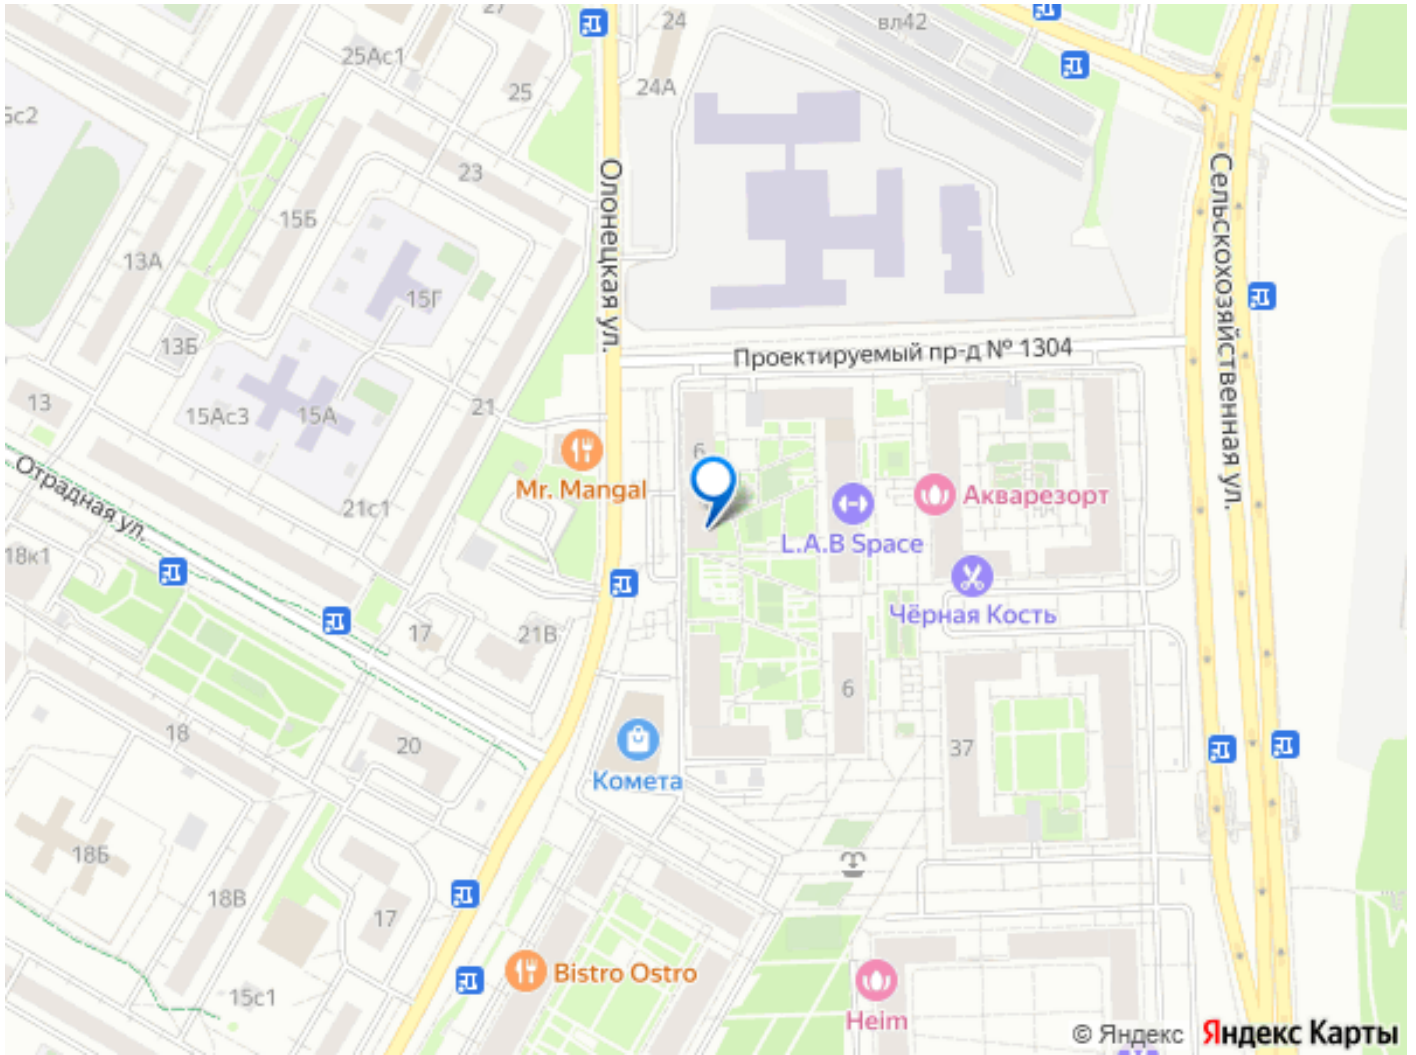 27
24
вл42
25Ас1
25
24А
5с2
23
Олонецкая ул.
Сельскохозяйственная ул.
15Б
13А
15Г
13Б
Проектируемый пр-д № 1304
13
15Ас3
15А
21
6
Mr. Mangal
Акварезорт
Отрадная ул.
21с1
L.A.B Space
18к1
Чёрная Кость
17
21В
6
18
20
37
Комета
18Б
18В
17
Bistro Ostro
15с1
Heim
© Яндекс
Яндекс Карты